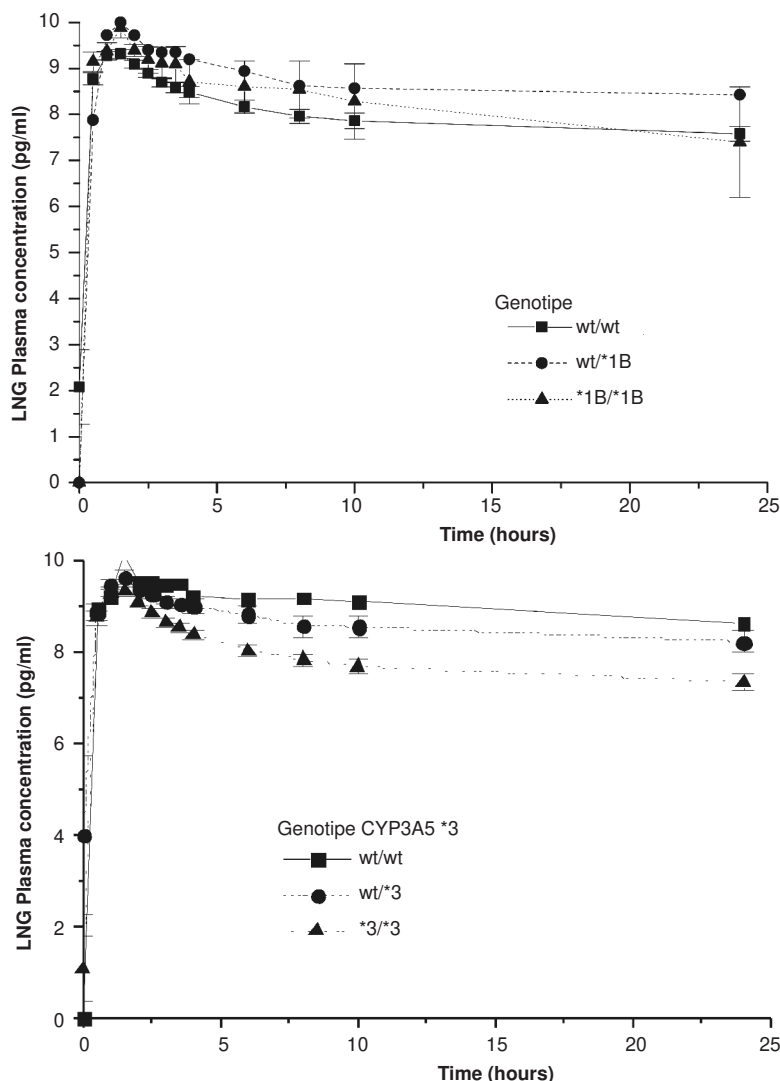 LNG Plasma concentration (pg/ml)
10
9
8
7
6
5
4
3
2
1
0
Genotipe
wt/wt
wt/*1B
*1B/*1B
0 5 10 15 20 25
Time (hours)
LNG Plasma concentration (pg/ml)
10
8
6
4
2
0
Genotipe CYP3A5 *3
wt/wt
wt/*3
*3/*3
0 5 10 15 20 25
Time (hours)